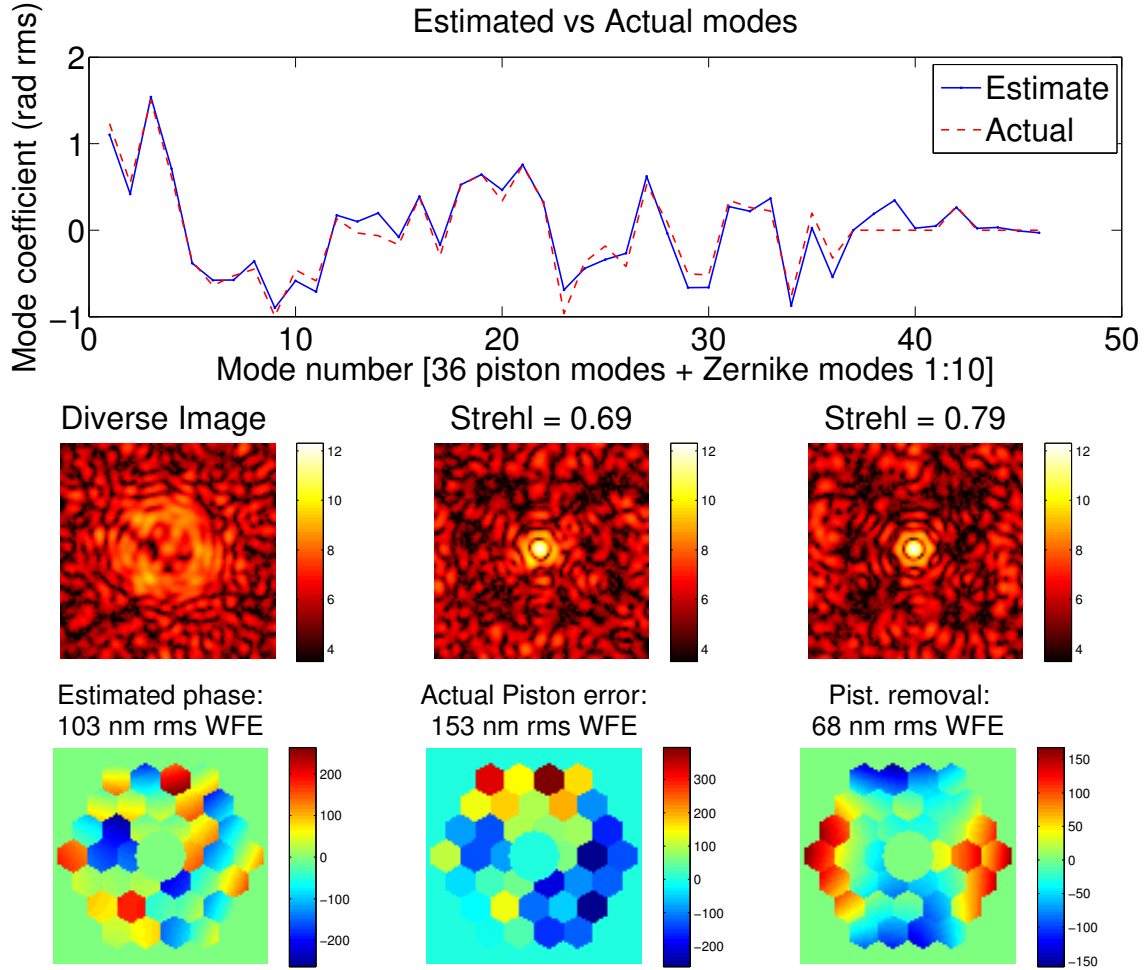 Estimated vs Actual modes
Mode coefficient (rad rms)
2
1
0
−1
Estimate
Actual
0 10 20 30 40 50
Mode number [36 piston modes + Zernike modes 1:10]
Diverse Image
Strehl = 0.69
Strehl = 0.79
12
10
8
6
4
12
10
8
6
4
12
10
8
6
4
Estimated phase:
103 nm rms WFE
Actual Piston error:
153 nm rms WFE
Pist. removal:
68 nm rms WFE
200
100
0
−100
−200
300
200
100
0
−100
−200
150
100
50
0
−50
−100
−150